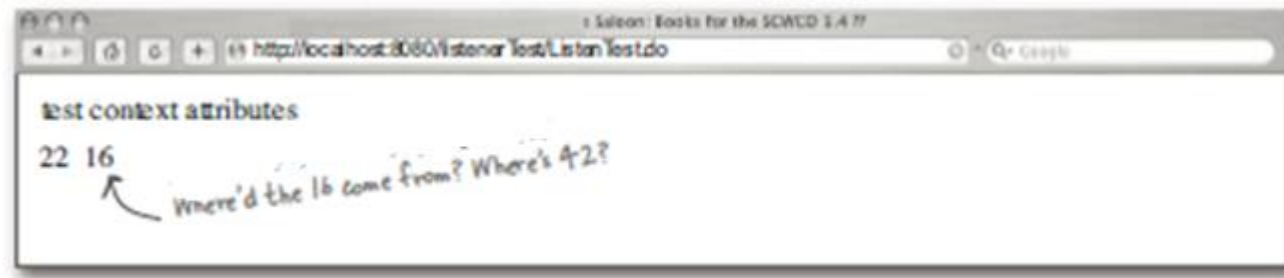 : Saloon: Books for the SCWCD 1.4 ??
http://localhost:8080/listenerTest/ListenTest.do
Google
test context attributes
22 16
Where'd the 16 come from? Where's 42?